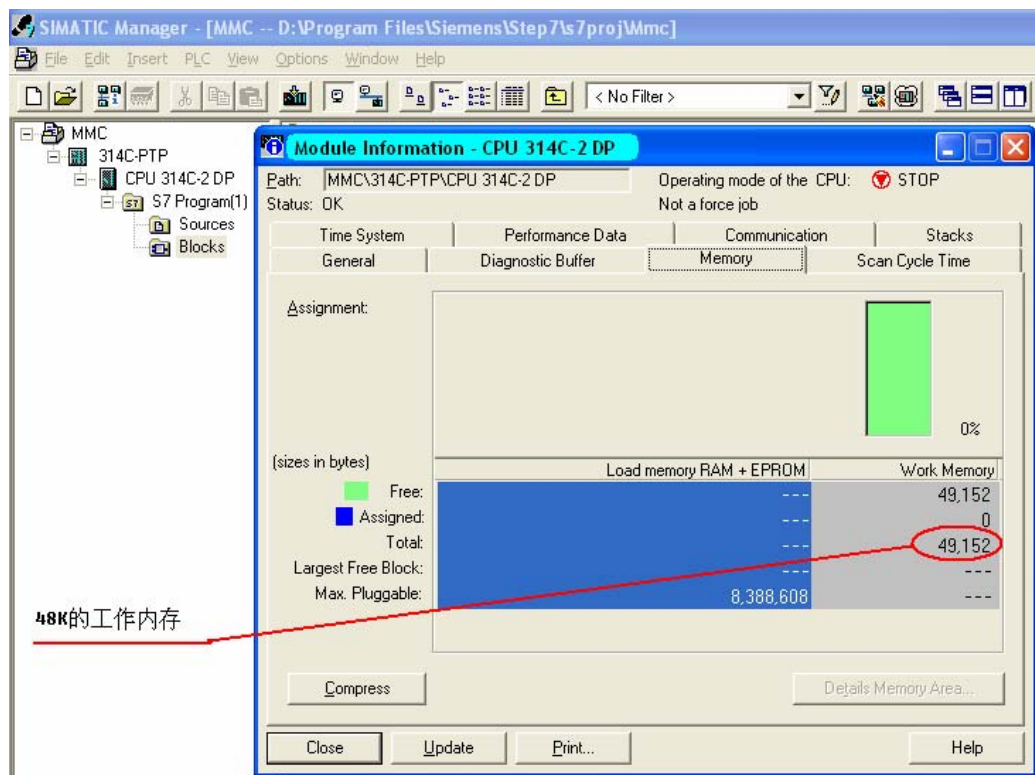 SIMATIC Manager - [MMC -- D:\Program Files\Siemens\Step7\s7proj\Mmc]
File Edit Insert PLC View Options Window Help
< No Filter >
MMC
314C-PTP
CPU 314C-2 DP
S7 Program(1)
Sources
Blocks
Module Information - CPU 314C-2 DP
Path: MMC\314C-PTP\CPU 314C-2 DP Operating mode of the CPU: STOP
Status: OK Not a force job
Time System Performance Data Communication Stacks
General Diagnostic Buffer Memory Scan Cycle Time
Assignment:
0%
(sizes in bytes) Load memory RAM + EPROM Work Memory
Free: --- 49,152
Assigned: --- 0
Total: --- 49,152
Largest Free Block: --- ---
Max. Pluggable: 8,388,608 ---
48K的工作内存
Compress Details Memory Area...
Close Update Print... Help